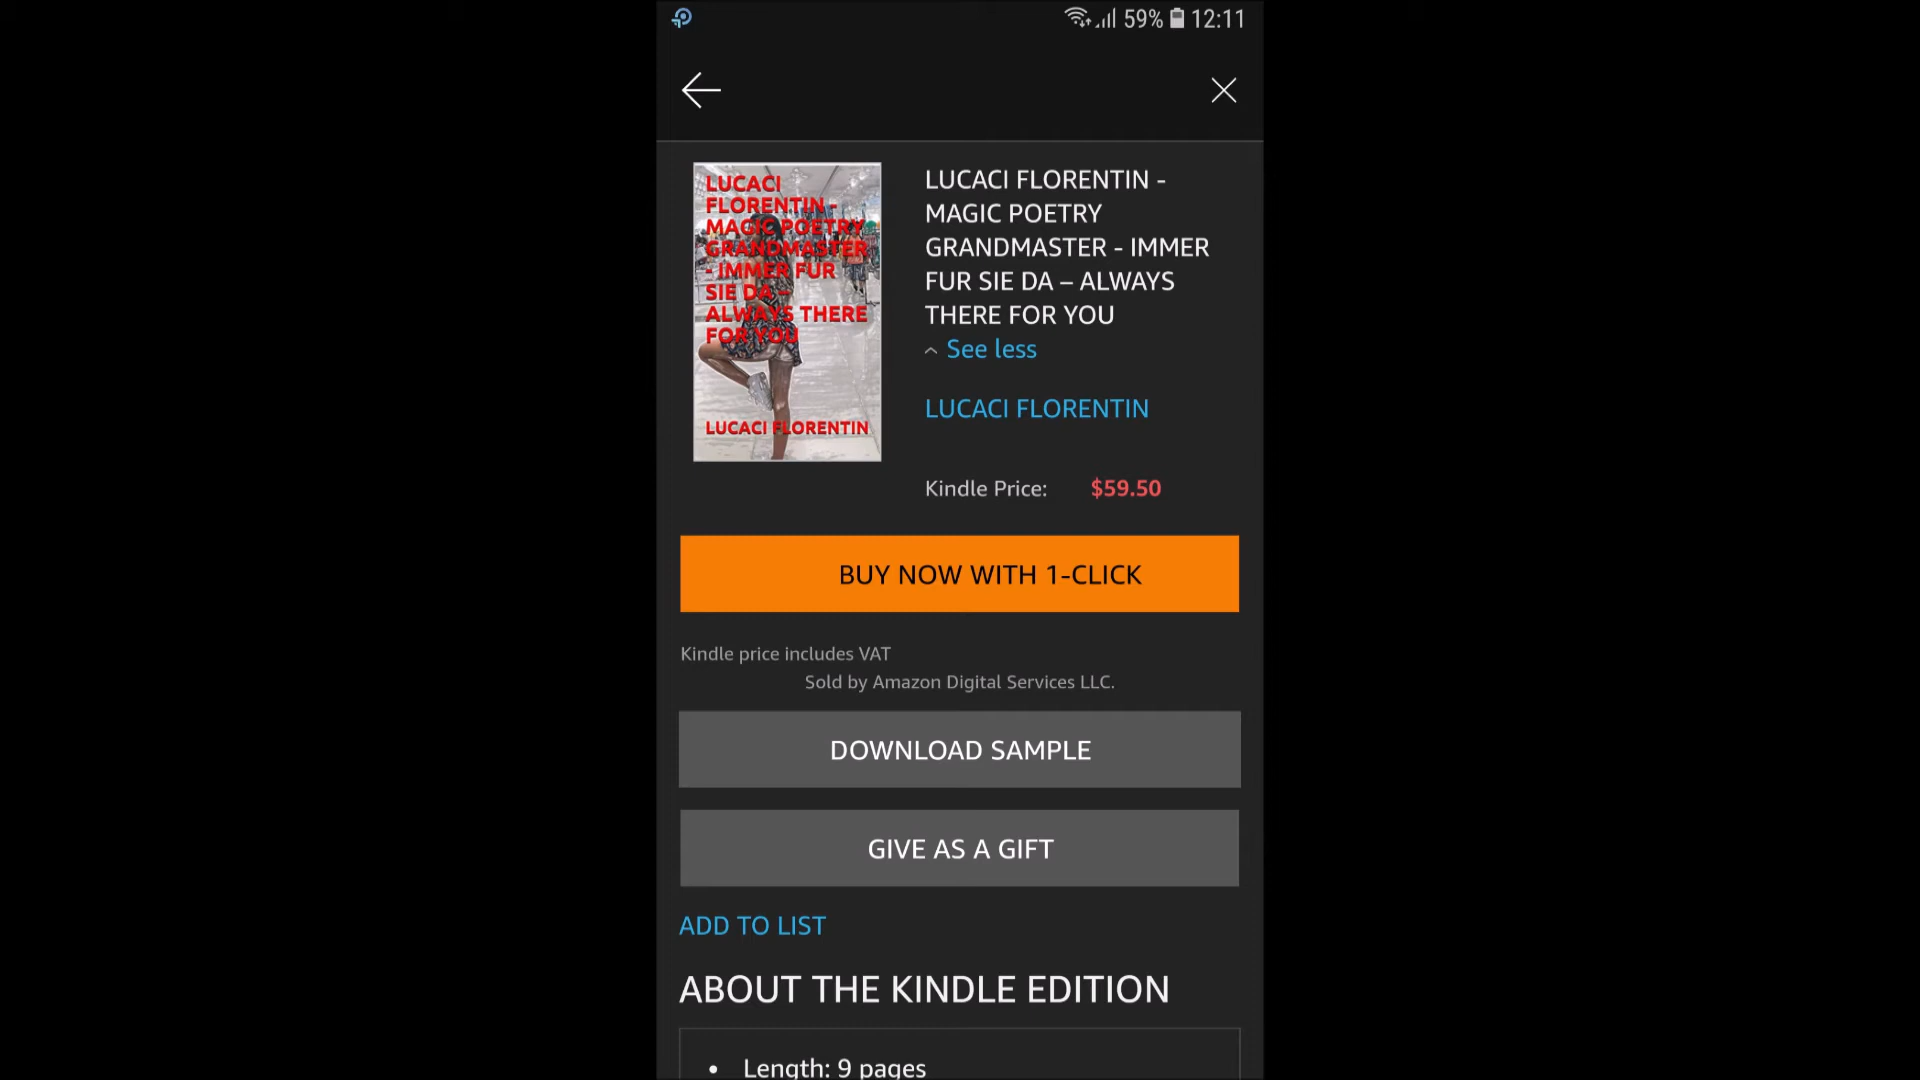 59% 12:11
LUCACI
FLORENTIN -
MAGIC POETRY
GRANDMASTER
- IMMER FUR
SIE DA –
ALWAYS THERE
FOR YOU
LUCACI FLORENTIN
LUCACI FLORENTIN -
MAGIC POETRY
GRANDMASTER - IMMER
FUR SIE DA – ALWAYS
THERE FOR YOU
See less
LUCACI FLORENTIN
Kindle Price: $59.50
BUY NOW WITH 1-CLICK
Kindle price includes VAT
Sold by Amazon Digital Services LLC.
DOWNLOAD SAMPLE
GIVE AS A GIFT
ADD TO LIST
ABOUT THE KINDLE EDITION
• Length: 9 pages